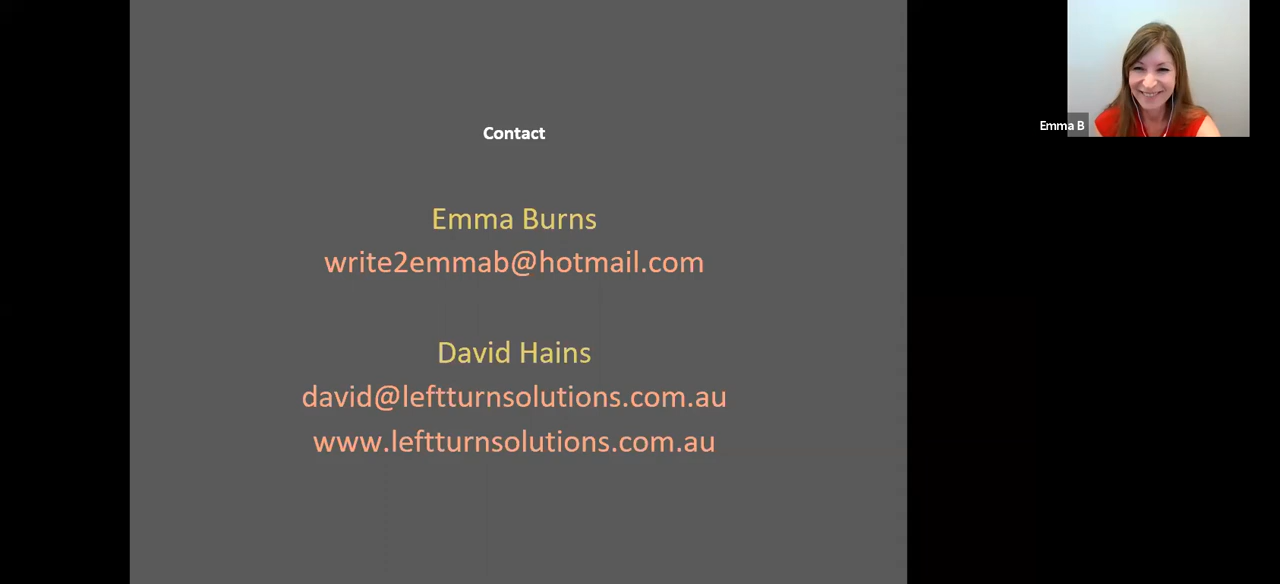 Contact
Emma Burns
write2emmab@hotmail.com
David Hains
david@leftturnsolutions.com.au
www.leftturnsolutions.com.au
Emma B